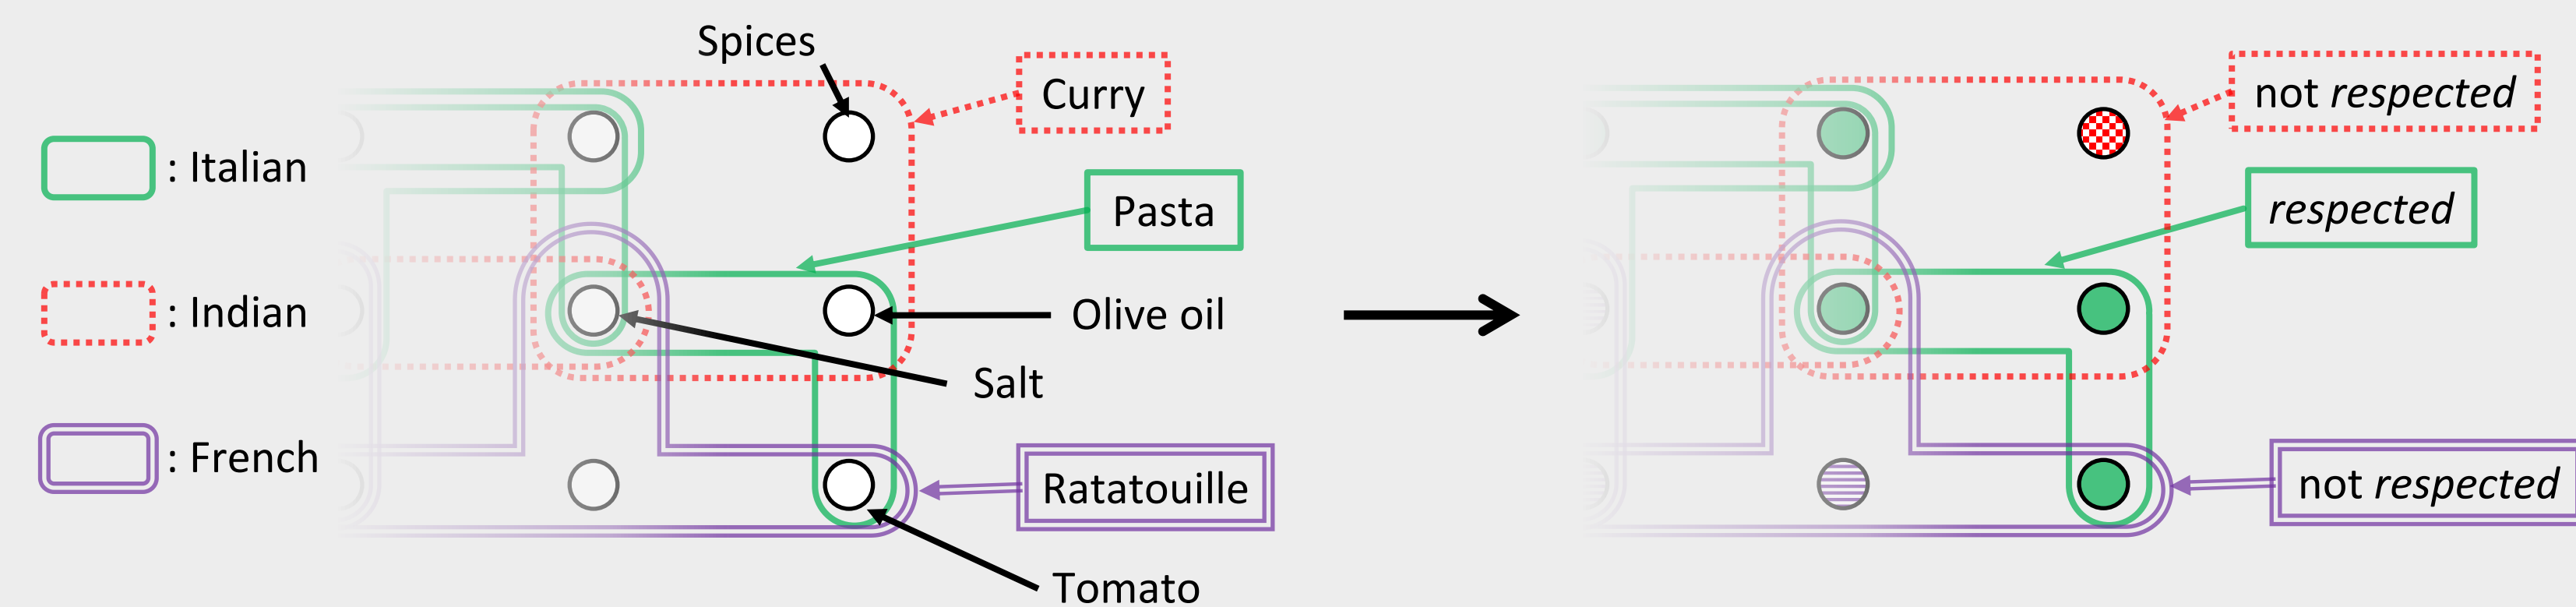 Spices
Curry
not respected
: Italian
Pasta
respected
: Indian
Olive oil
Salt
: French
Ratatouille
not respected
Tomato